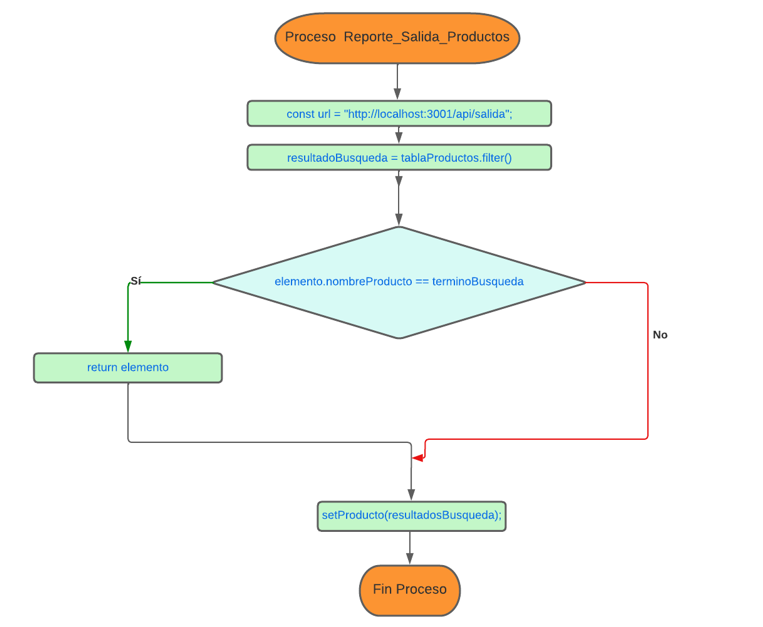 Proceso  Reporte_Salida_Productos
const url = "http://localhost:3001/api/salida";
resultadoBusqueda = tablaProductos.filter()
elemento.nombreProducto == terminoBusqueda
Sí
No
return elemento
setProducto(resultadosBusqueda);
Fin Proceso